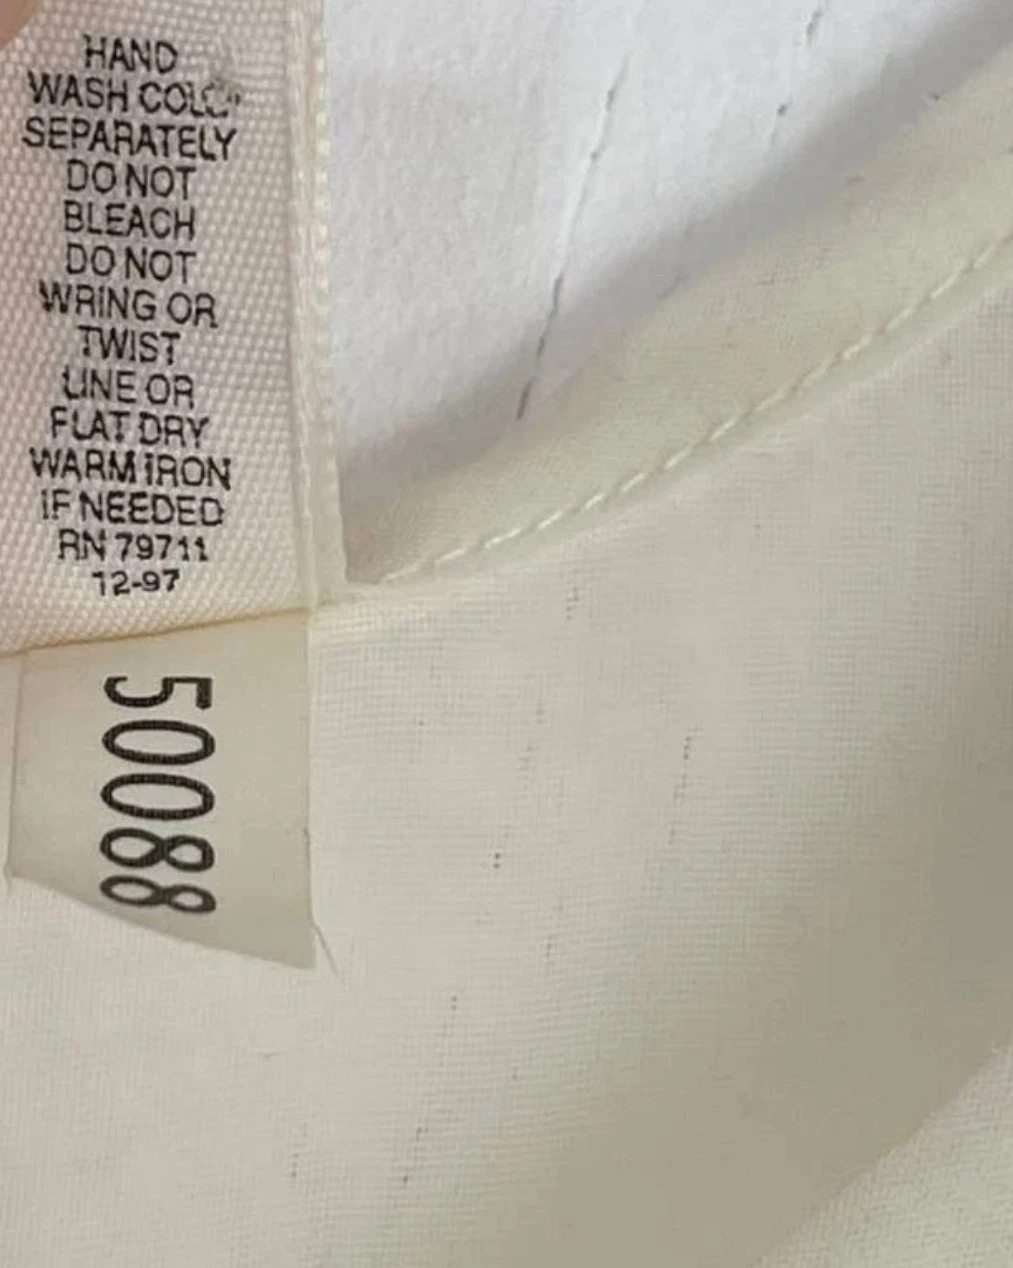 HAND
WASH COLD
SEPARATELY
DO NOT
BLEACH
DO NOT
WRING OR
TWIST
LINE OR
FLAT DRY
WARM IRON
IF NEEDED
RN 79711
12-97
50088